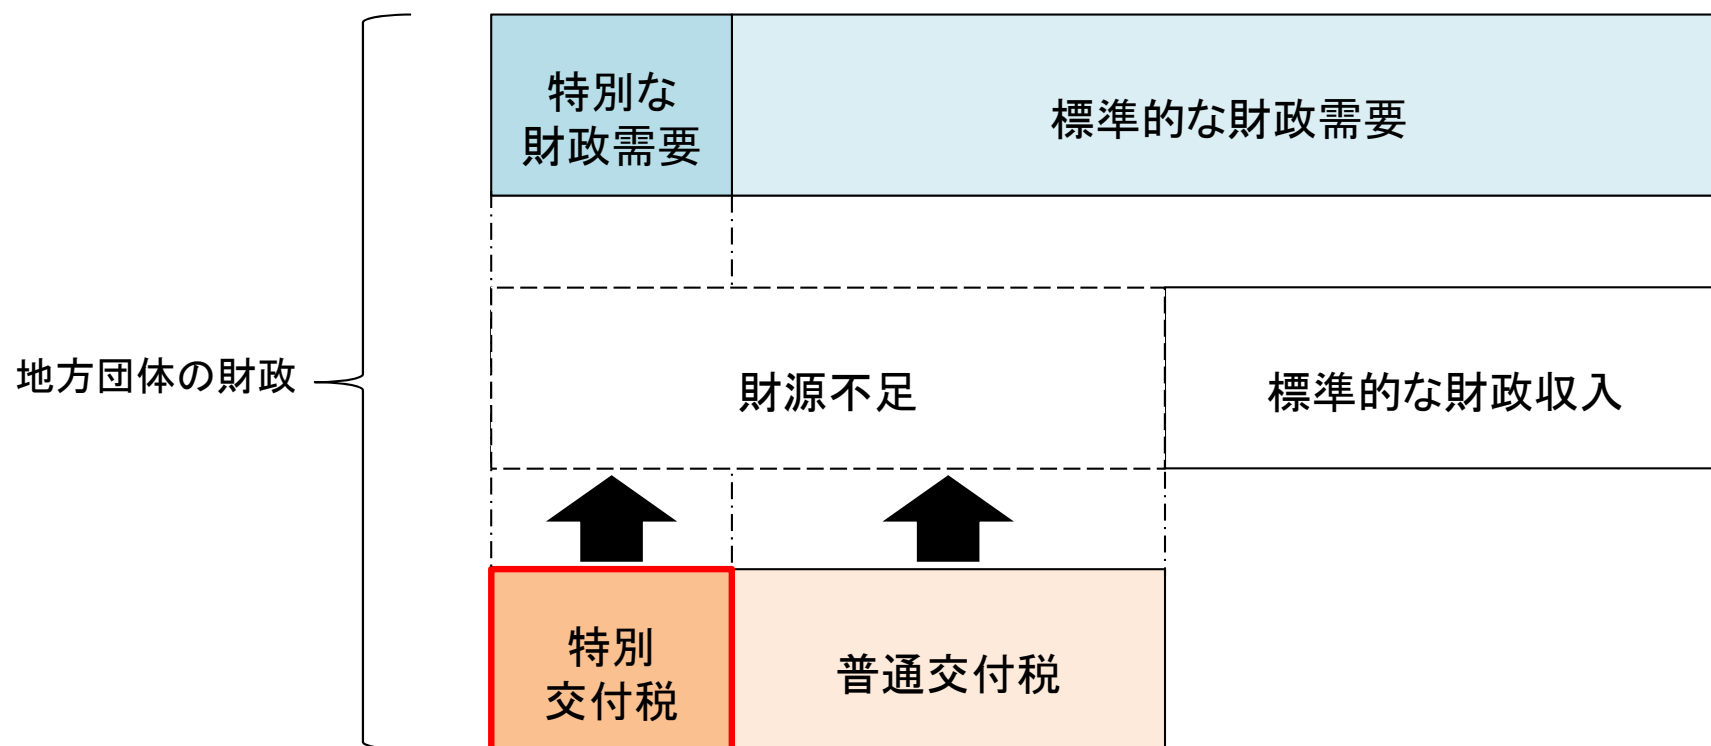 特別な
財政需要
標準的な財政需要
地方団体の財政
財源不足
標準的な財政収入
特別
交付税
普通交付税